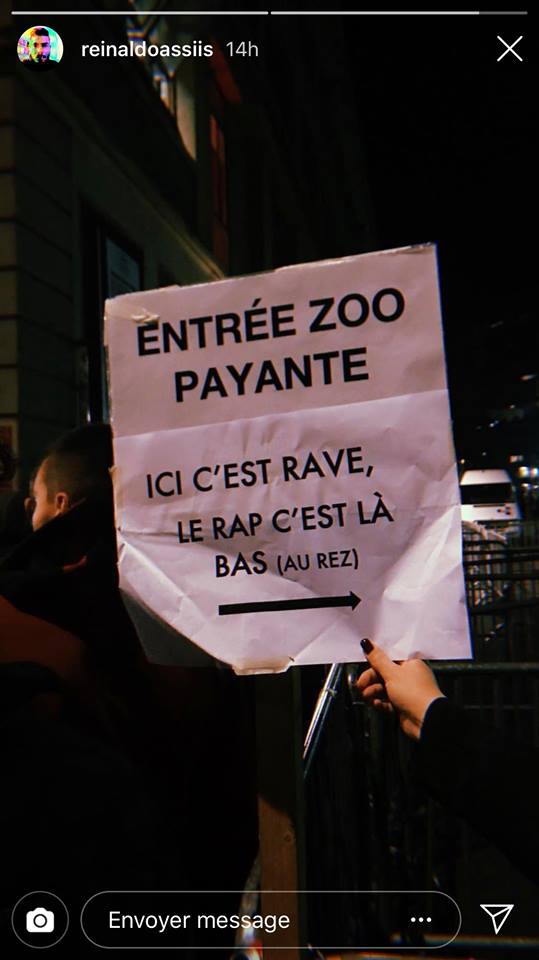 reinaldoassiis 14h
ENTRÉE ZOO
PAYANTE
ICI C'EST RAVE,
LE RAP C'EST LÀ
BAS (AU REZ)
Envoyer message